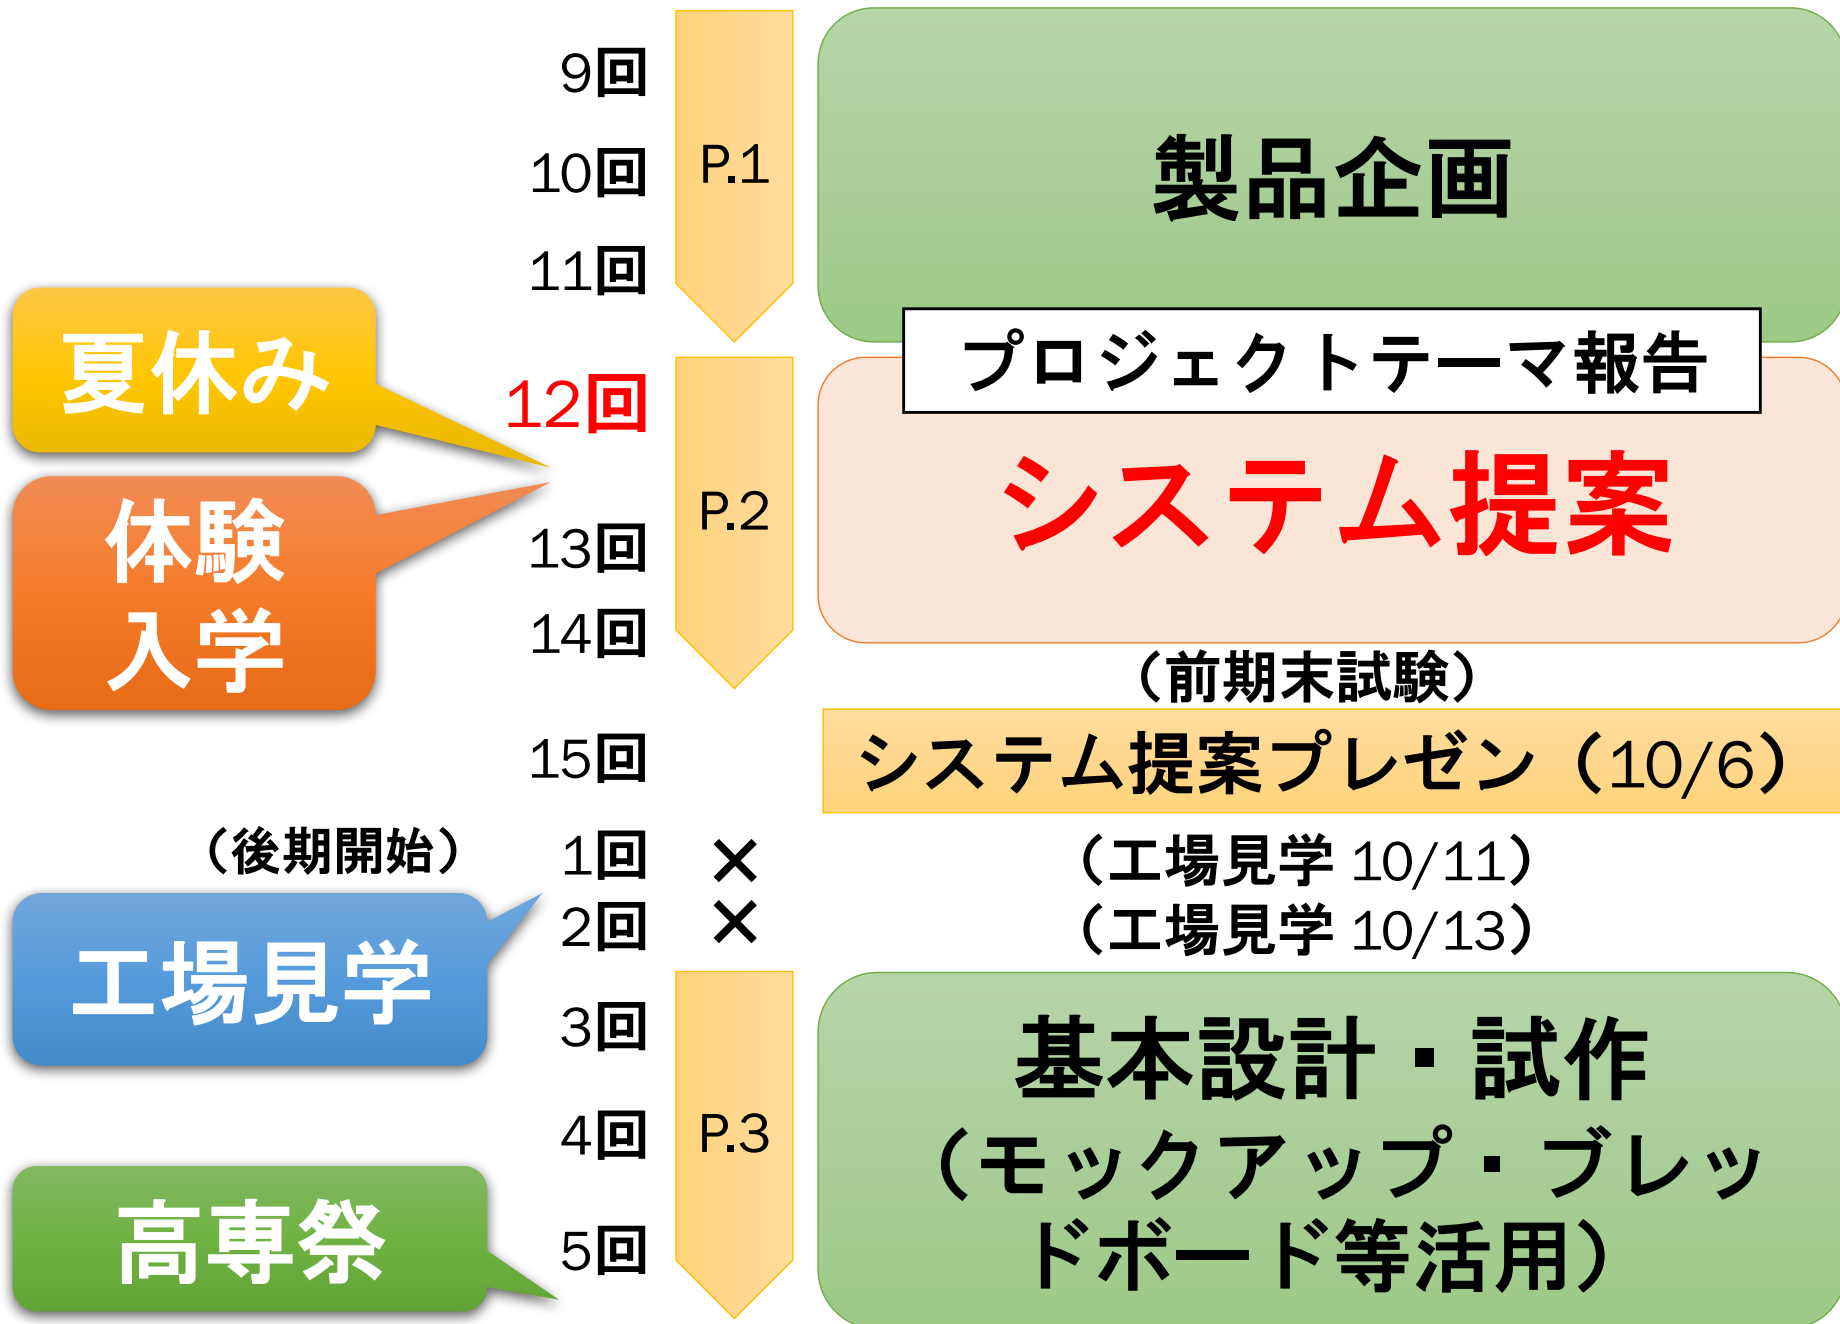 9回
10回
P.1
製品企画
11回
夏休み
プロジェクトテーマ報告
12回
システム提案
体験
入学
P.2
13回
14回
（前期末試験）
15回
システム提案プレゼン（10/6）
（後期開始）
1回
×
（工場見学 10/11）
2回
×
（工場見学 10/13）
工場見学
3回
基本設計・試作
（モックアップ・ブレッ
ドボード等活用）
4回
P.3
高専祭
5回